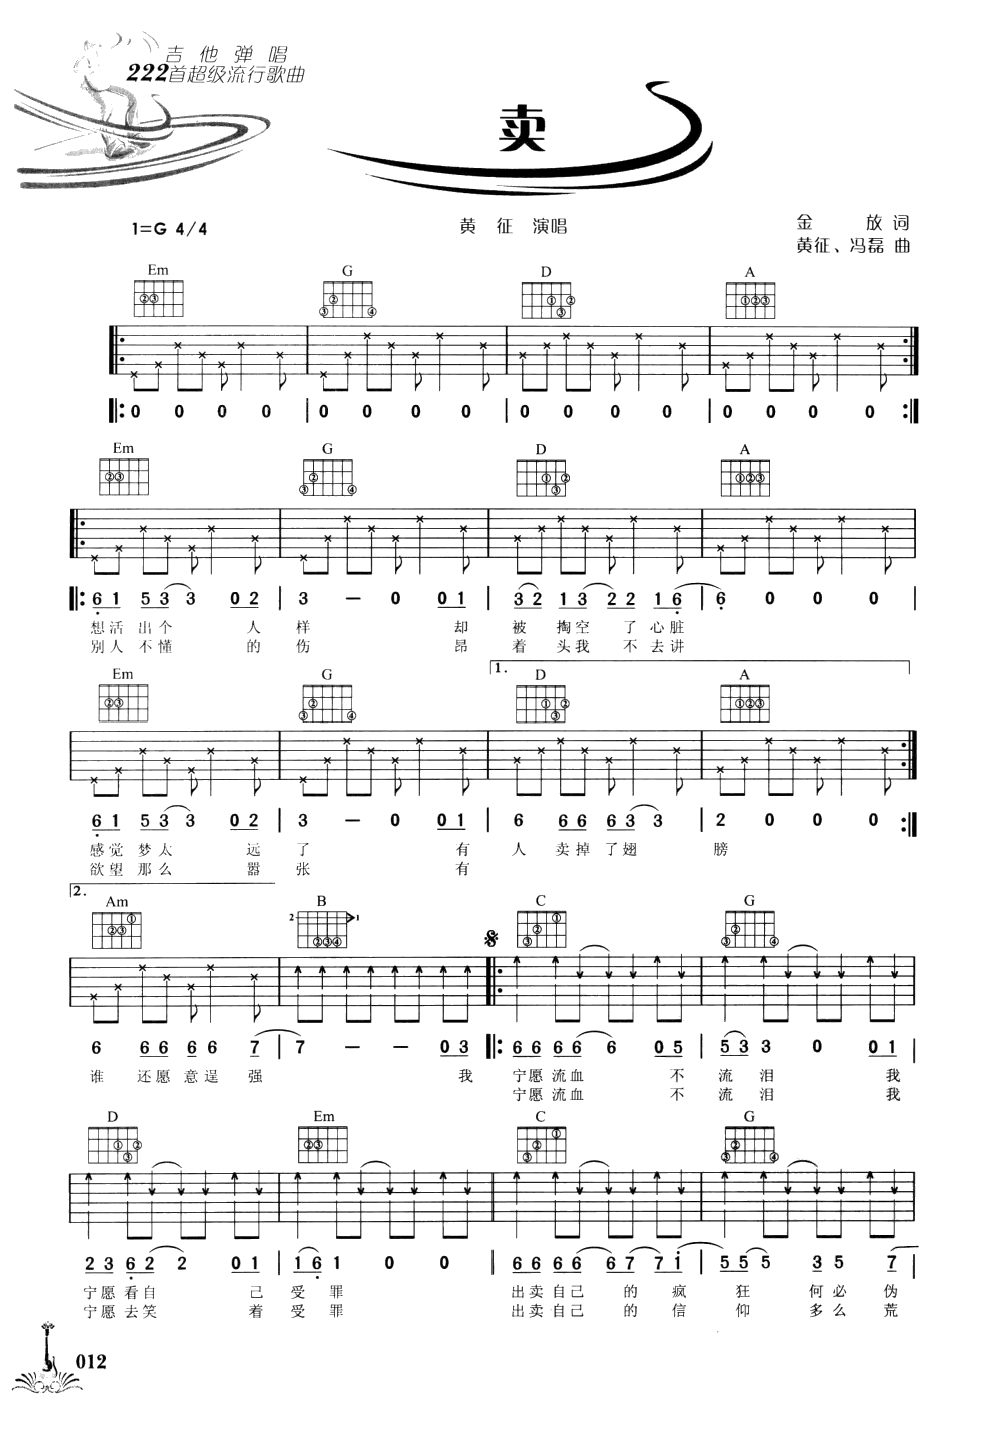 吉他弹唱
222首超级流行歌曲
卖
1=G 4/4
黄 征 演唱
金 放 词
黄征、冯磊 曲
Em G D A
0 0 0 0 | 0 0 0 0 | 0 0 0 0 | 0 0 0 0
Em G D A
6 1 5 3 3 0 2 | 3 — 0 0 1 | 3 2 1 3 2 2 1 6 | 6 0 0 0
想活 出个 人 样 却 被 掏空 了 心脏
别人 不懂 的 伤 昂 着 头我 不 去讲
1.
Em G D A
6 1 5 3 3 0 2 | 3 — 0 0 1 | 6 6 6 6 3 3 | 2 0 0 0
感觉 梦太 远 了 有 人 卖掉了翅 膀
欲望 那么 嚣 张 有
2.
Am B C G
2 1
6 6 6 6 6 7 | 7 — — 0 3 | 6 6 6 6 6 0 5 | 5 3 3 0 0 1
谁 还愿意逞 强 我 宁愿流血 不 流 泪 我
宁愿流血 不 流 泪 我
D Em C G
2 3 6 2 2 0 1 | 1 6 1 0 0 | 6 6 6 6 6 7 7 1 | 5 5 5 3 5 7
宁愿看自 己 受 罪 出卖自己 的 疯 狂 何必 伪
宁愿去笑 着 受 罪 出卖自己 的 信 仰 多么 荒
012